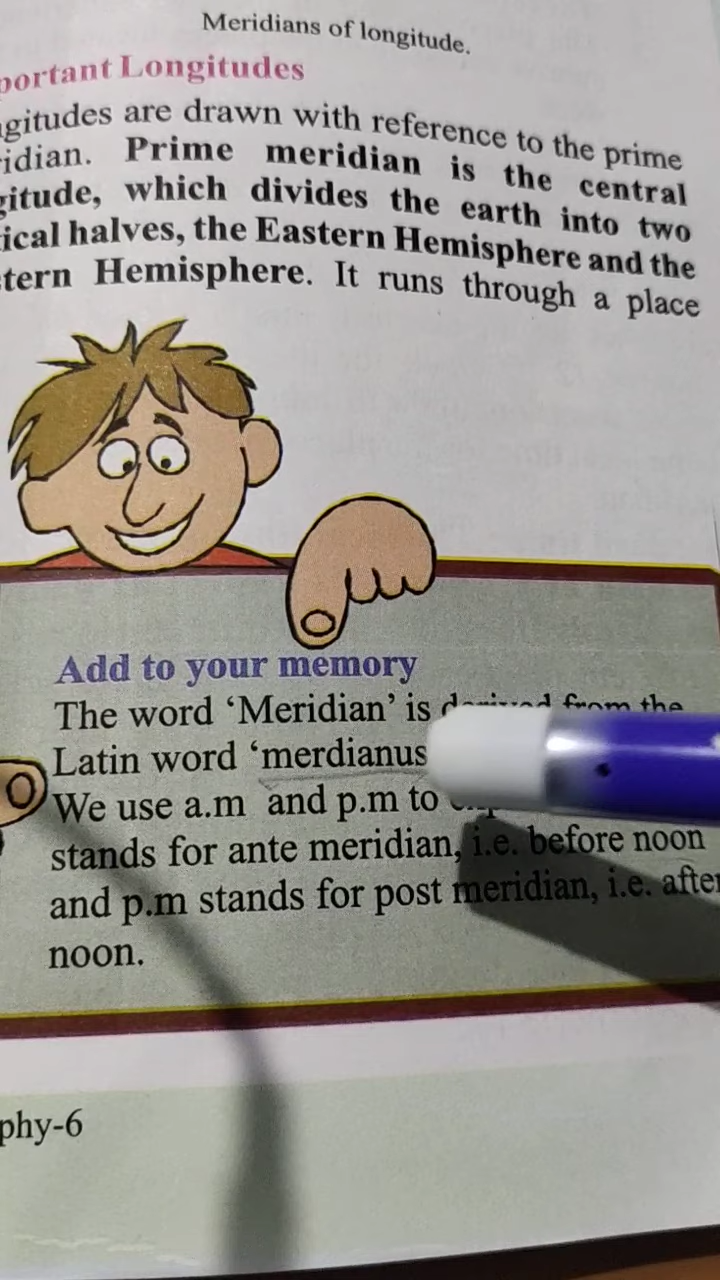 Meridians of longitude.
portant Longitudes
gitudes are drawn with reference to the prime
idian. Prime meridian is the central
gitude, which divides the earth into two
ical halves, the Eastern Hemisphere and the
tern Hemisphere. It runs through a place
Add to your memory
The word ‘Meridian’ is derived from the
Latin word ‘merdianus
We use a.m and p.m to
stands for ante meridian, i.e. before noon
and p.m stands for post meridian, i.e. after
noon.
phy-6